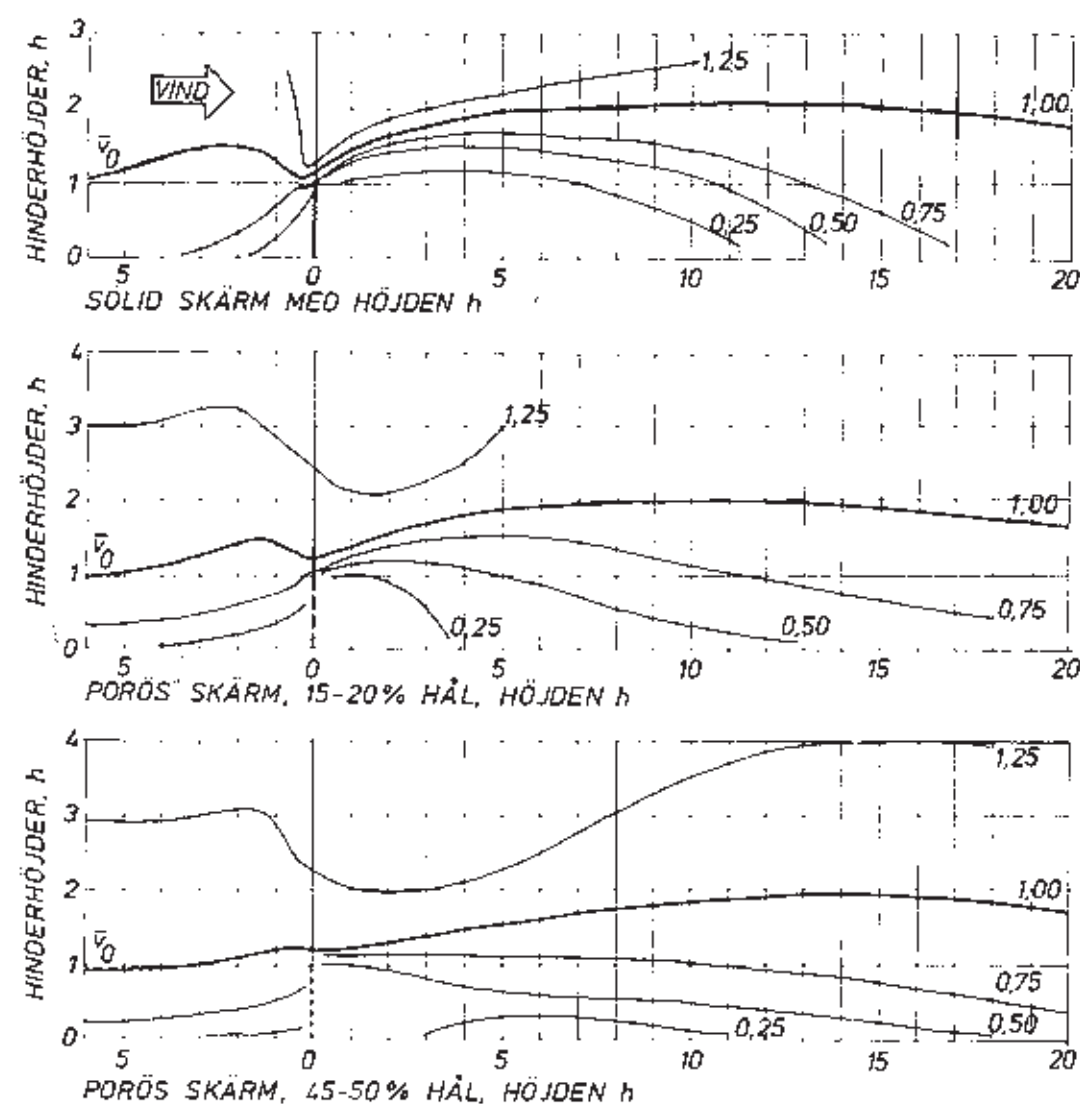 HINDERHÖJDER, h
3
2
1
0
VIND
v̄0
1,25
1,00
0,75
0,50
0,25
5 0 5 10 15 20
SOLID SKÄRM MED HÖJDEN h
HINDERHÖJDER, h
4
3
2
1
0
v̄0
1,25
1,00
0,75
0,50
0,25
5 0 5 10 15 20
PORÖS SKÄRM, 15-20% HÅL, HÖJDEN h
HINDERHÖJDER, h
4
3
2
1
0
v̄0
1,25
1,00
0,75
0,50
0,25
5 0 5 10 15 20
PORÖS SKÄRM, 45-50% HÅL, HÖJDEN h